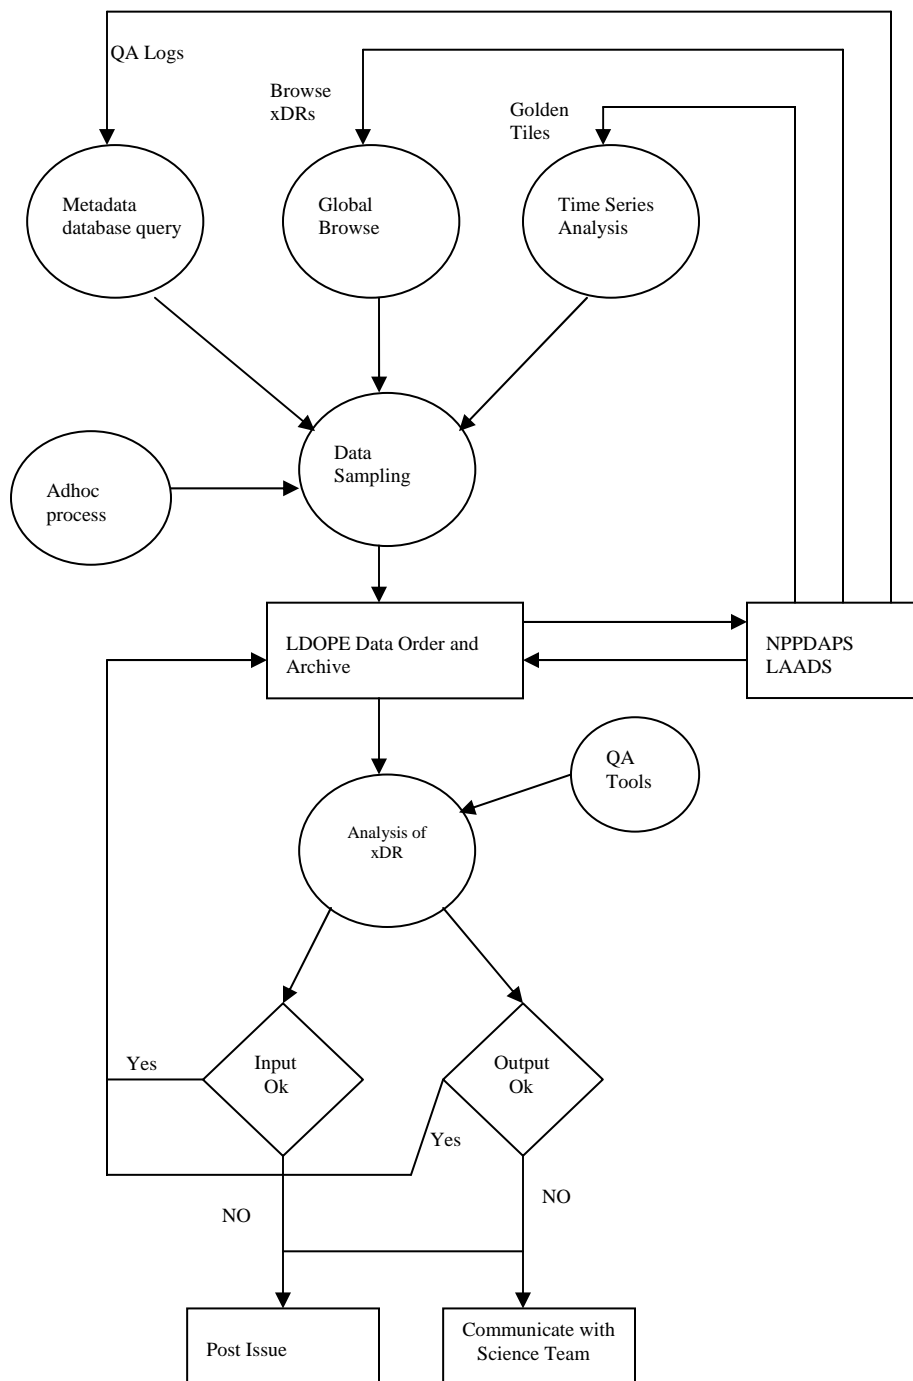 QA Logs
Browse
xDRs
Golden
Tiles
Metadata
database query
Global
Browse
Time Series
Analysis
Data
Sampling
Adhoc
process
LDOPE Data Order and
Archive
NPPDAPS
LAADS
QA
Tools
Analysis of
xDR
Yes
Input
Ok
Output
Ok
Yes
NO
NO
Post Issue
Communicate with
Science Team